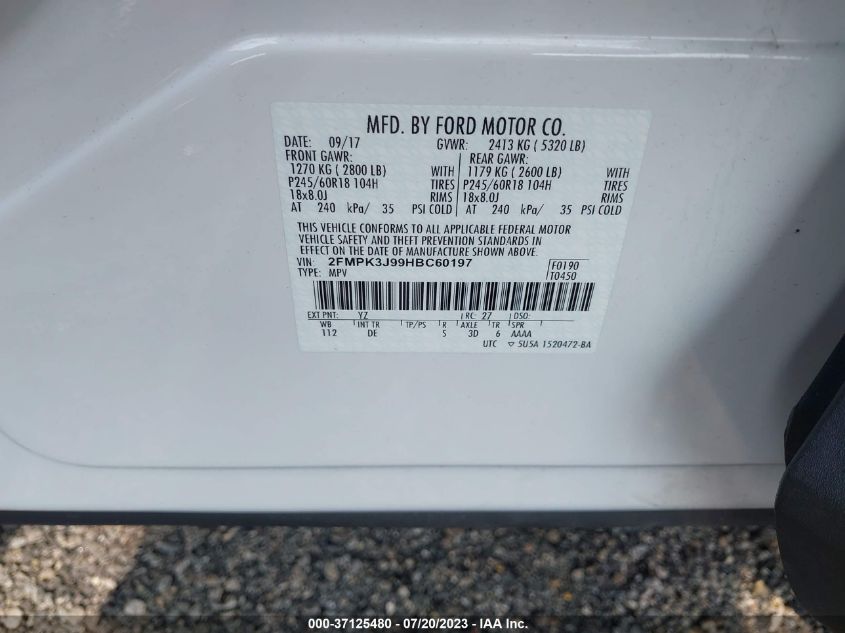 MFD. BY FORD MOTOR CO.
DATE: 09/17 GVWR: 2413 KG ( 5320 LB)
FRONT GAWR: REAR GAWR:
1270 KG ( 2800 LB) WITH 1179 KG ( 2600 LB) WITH
P245/60R18 104H TIRES P245/60R18 104H TIRES
18x8.0J RIMS 18x8.0J RIMS
AT 240 kPa/ 35 PSI COLD AT 240 kPa/ 35 PSI COLD
THIS VEHICLE CONFORMS TO ALL APPLICABLE FEDERAL MOTOR
VEHICLE SAFETY AND THEFT PREVENTION STANDARDS IN
EFFECT ON THE DATE OF MANUFACTURE SHOWN ABOVE.
VIN: 2FMPK3J99HBC60197 F0190
TYPE: MPV T0450
EXT PNT: YZ RC: 27 DSO:
WB INT TR TP/PS R AXLE TR SPR
112 DE 5 3D 6 AAAA
UTC ▽ 5U5A 1520472-BA
000-37125480 - 07/20/2023 - IAA Inc.